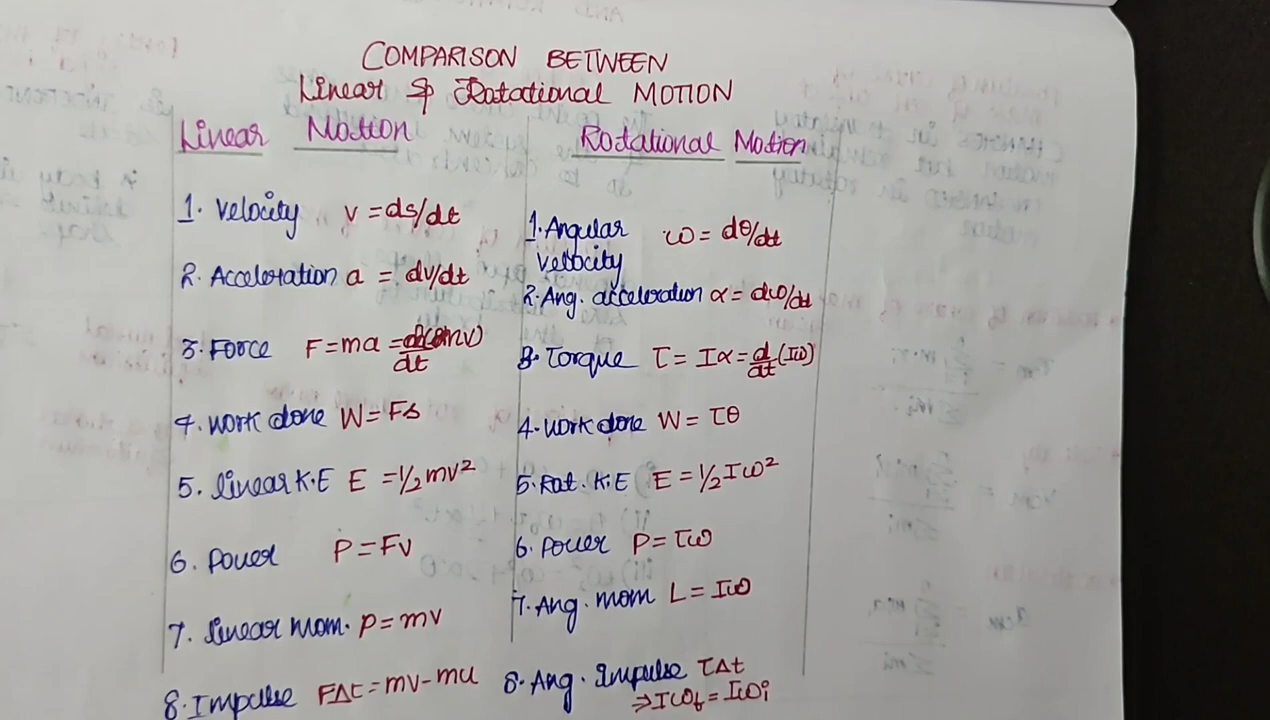 COMPARISON BETWEEN
Linear & Rotational MOTION
Linear Motion
1. Velocity v = ds/dt
2. Acceleration a = dv/dt
3. Force F = ma = d(mv)/dt
4. Work done W = Fs
5. linear K.E E = 1/2 mv²
6. Power P = Fv
7. linear mom. p = mv
8. Impulse FΔt = mv - mu
Rotational Motion
1. Angular velocity ω = dθ/dt
2. Ang. acceleration α = dω/dt
3. Torque τ = Iα = d/dt (Iω)
4. Work done W = τθ
5. Rot. K.E E = 1/2 Iω²
6. Power P = τω
7. Ang. mom L = Iω
8. Ang. Impulse τΔt
⇒ Iωf = Iωi